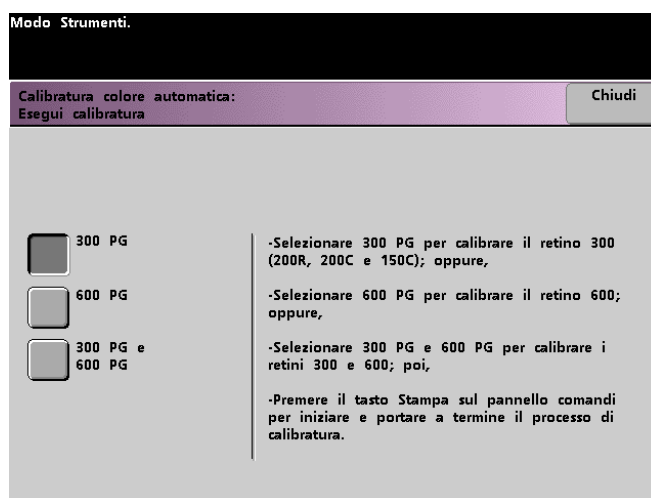 Modo Strumenti.
Calibratura colore automatica:
Esegui calibratura
Chiudi
300 PG
600 PG
300 PG e
600 PG
-Selezionare 300 PG per calibrare il retino 300
(200R, 200C e 150C); oppure,
-Selezionare 600 PG per calibrare il retino 600;
oppure,
-Selezionare 300 PG e 600 PG per calibrare i
retini 300 e 600; poi,
-Premere il tasto Stampa sul pannello comandi
per iniziare e portare a termine il processo di
calibratura.